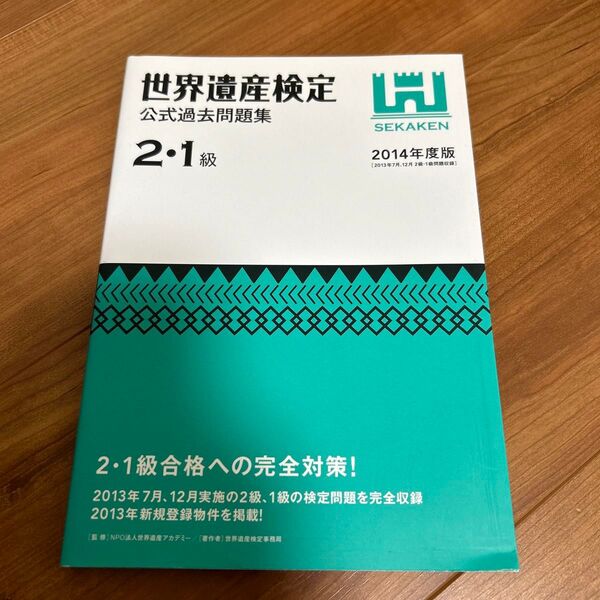 世界遺産検定
公式過去問題集
2・1級
SEKAKEN
2014年度版
[2013年7月、12月 2級・1級問題収録]
2・1級合格への完全対策!
2013年7月、12月実施の2級、1級の検定問題を完全収録
2013年新規登録物件を掲載!
[監修] NPO法人世界遺産アカデミー / [著作者] 世界遺産検定事務局